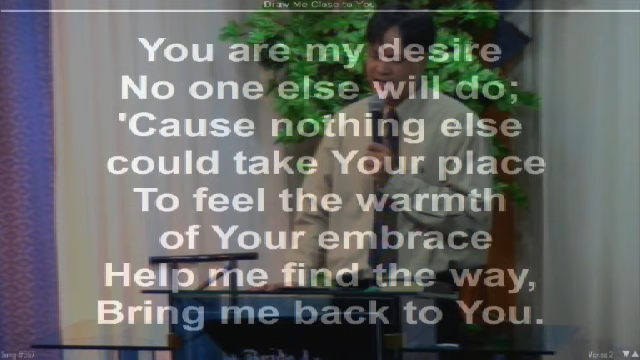 Draw Me Close to You
You are my desire
No one else will do;
'Cause nothing else
could take Your place
To feel the warmth
of Your embrace
Help me find the way,
Bring me back to You.